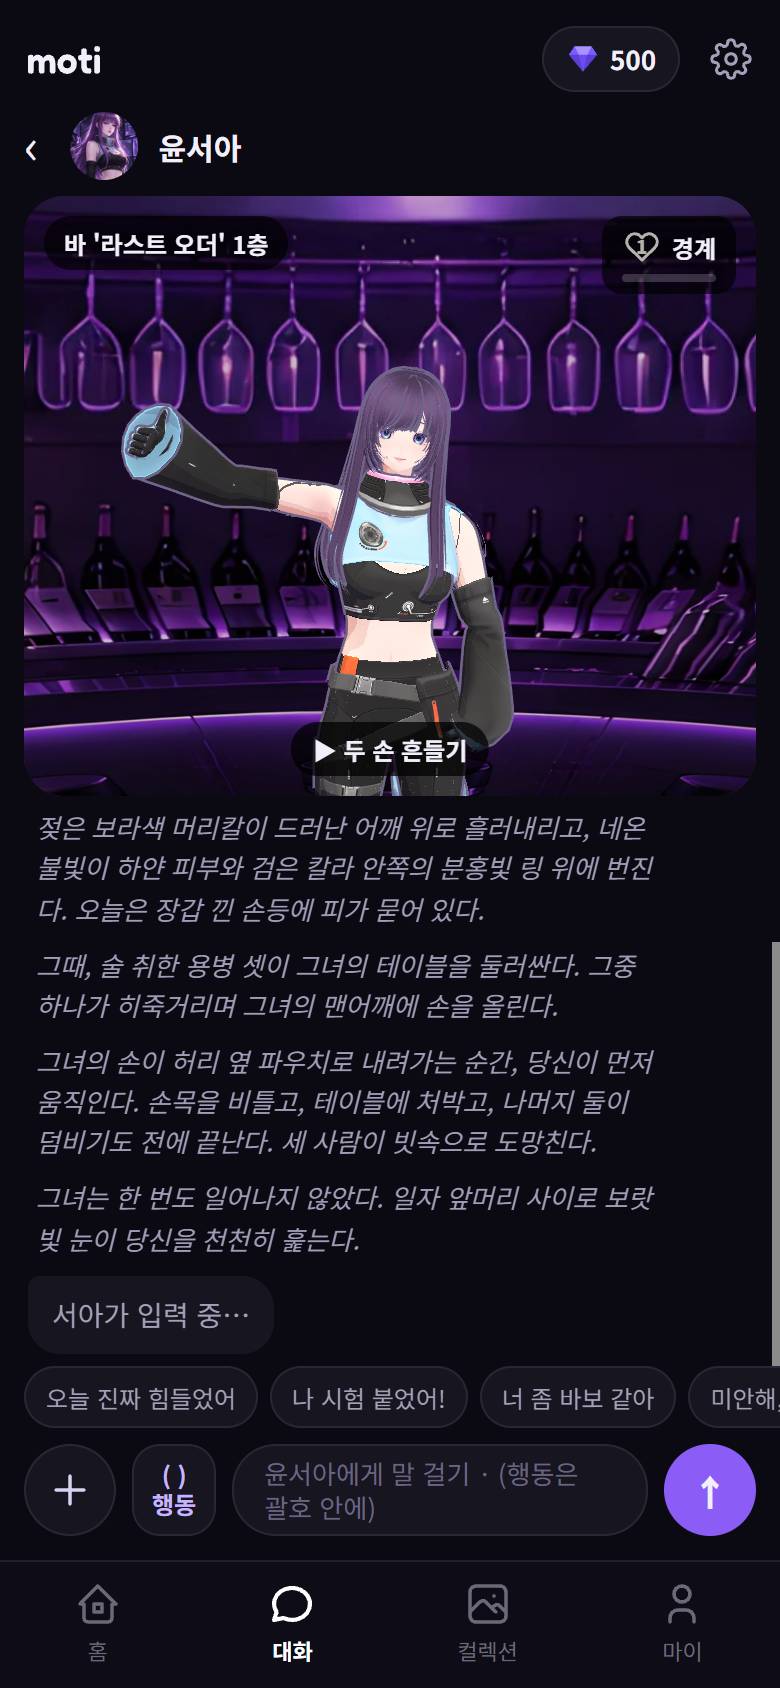 moti
500
‹
윤서아
바 '라스트 오더' 1층
1
경계
▶ 두 손 흔들기
젖은 보라색 머리칼이 드러난 어깨 위로 흘러내리고, 네온
불빛이 하얀 피부와 검은 칼라 안쪽의 분홍빛 링 위에 번진
다. 오늘은 장갑 낀 손등에 피가 묻어 있다.
그때, 술 취한 용병 셋이 그녀의 테이블을 둘러싼다. 그중
하나가 히죽거리며 그녀의 맨어깨에 손을 올린다.
그녀의 손이 허리 옆 파우치로 내려가는 순간, 당신이 먼저
움직인다. 손목을 비틀고, 테이블에 처박고, 나머지 둘이
덤비기도 전에 끝난다. 세 사람이 빗속으로 도망친다.
그녀는 한 번도 일어나지 않았다. 일자 앞머리 사이로 보랏
빛 눈이 당신을 천천히 훑는다.
서아가 입력 중···
오늘 진짜 힘들었어
나 시험 붙었어!
너 좀 바보 같아
미안해,
( )
행동
윤서아에게 말 걸기 · (행동은
괄호 안에)
홈
대화
컬렉션
마이